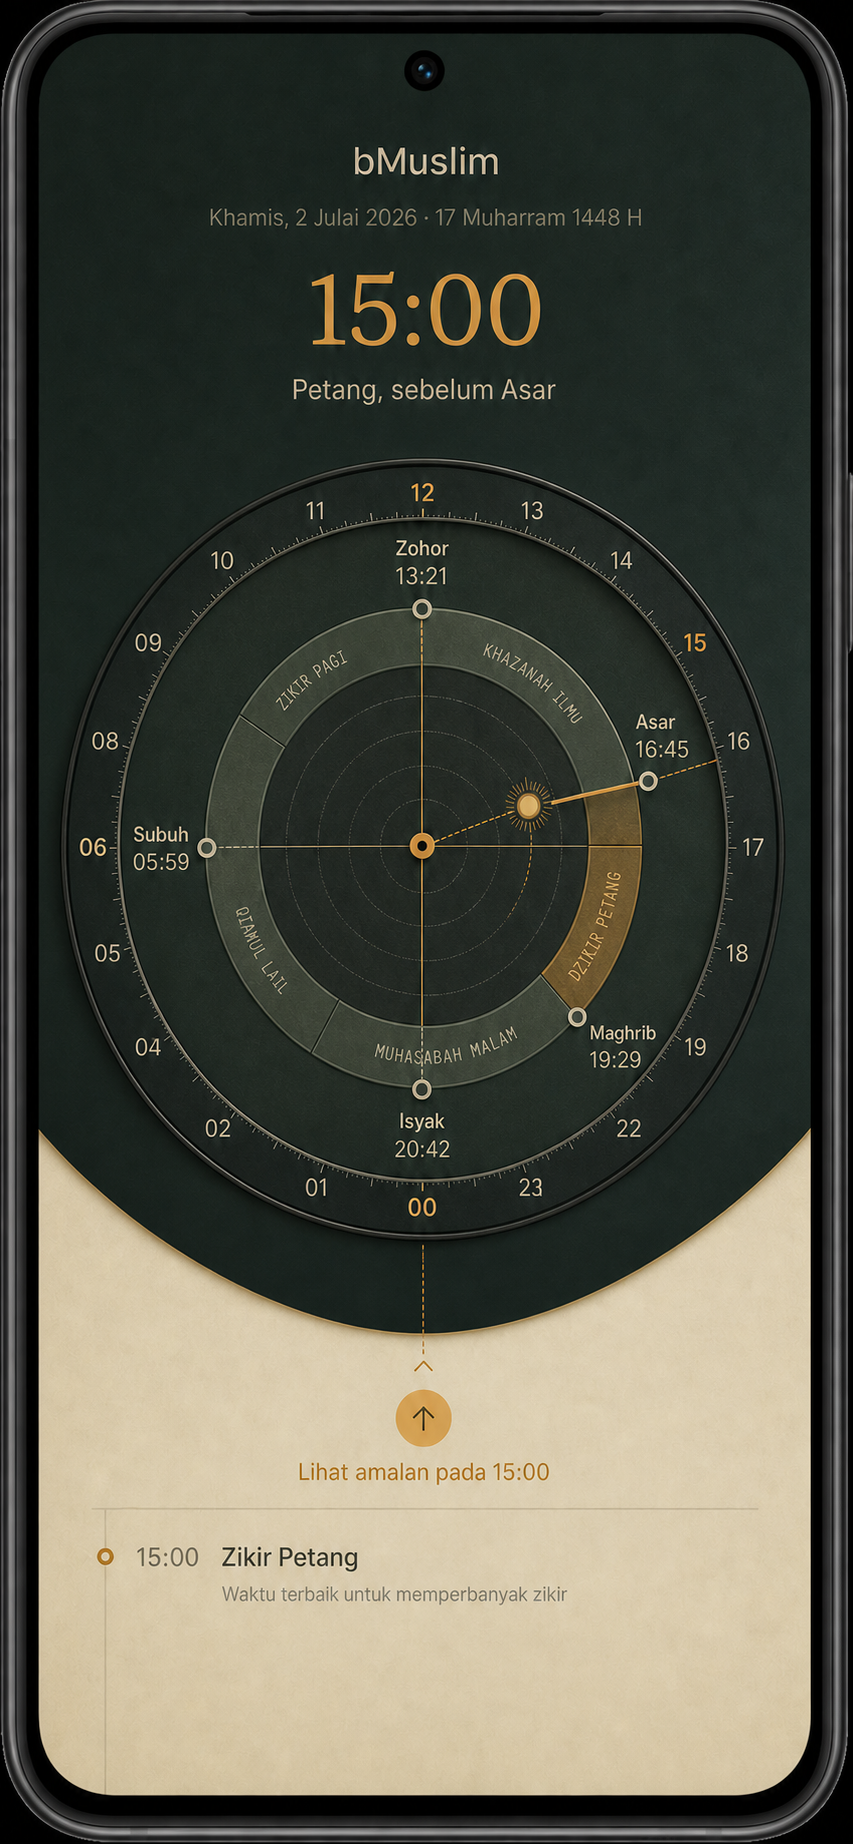 bMuslim
Khamis, 2 Julai 2026 · 17 Muharram 1448 H
15:00
Petang, sebelum Asar
12
11
13
10
14
09
15
08
16
06
17
05
18
04
19
02
22
01
23
00
Zohor
13:21
ZIKIR PAGI
KHAZANAH ILMU
Asar
16:45
Subuh
05:59
QIAMUL LAIL
DZIKIR PETANG
MUHASABAH MALAM
Maghrib
19:29
Isyak
20:42
Lihat amalan pada 15:00
15:00 Zikir Petang
Waktu terbaik untuk memperbanyak zikir